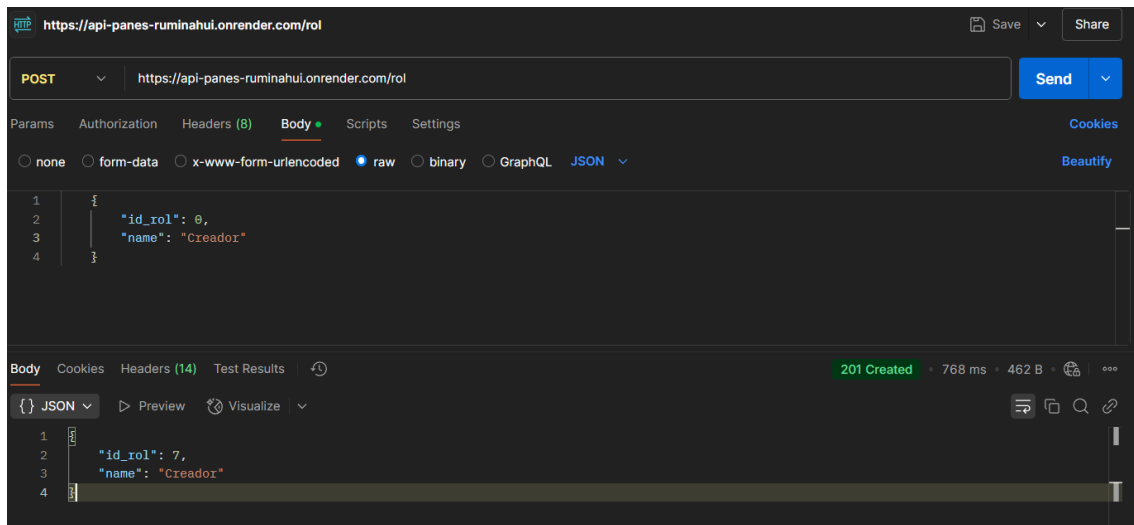 HTTP https://api-panes-ruminahui.onrender.com/rol Save Share
POST https://api-panes-ruminahui.onrender.com/rol Send
Params Authorization Headers (8) Body Scripts Settings Cookies
none form-data x-www-form-urlencoded raw binary GraphQL JSON Beautify
1 {
2 "id_rol": 0,
3 "name": "Creador"
4 }
Body Cookies Headers (14) Test Results 201 Created • 768 ms • 462 B
{} JSON Preview Visualize
1 {
2 "id_rol": 7,
3 "name": "Creador"
4 }